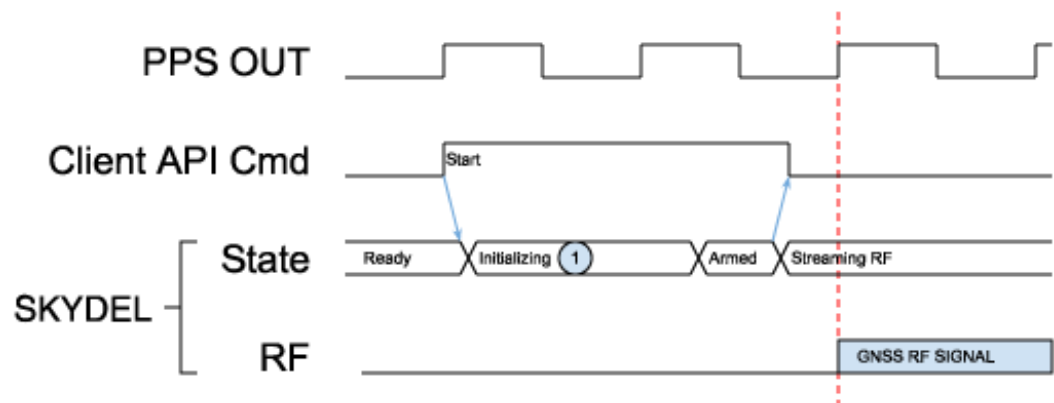 PPS OUT
Client API Cmd
Start
State
Ready
Initializing
1
Armed
Streaming RF
SKYDEL
RF
GNSS RF SIGNAL